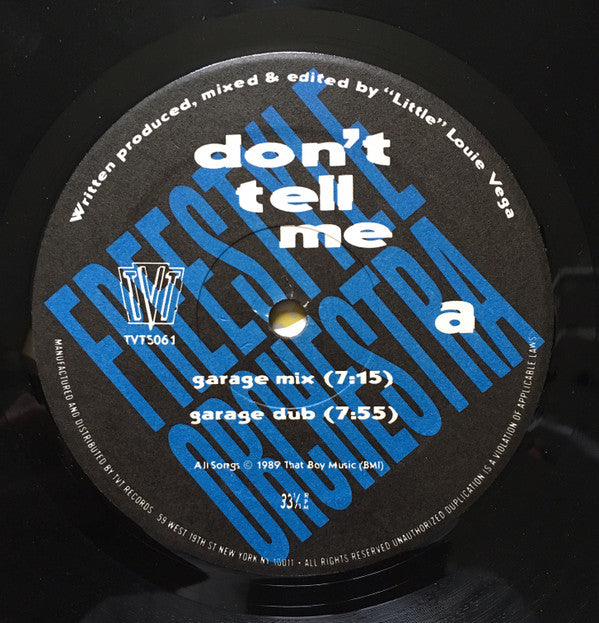 Written produced, mixed & edited by "Little" Louie Vega
don't
tell
me
FREESTYLE
ORCHESTRA
TVT
TVT5061
a
garage mix (7:15)
garage dub (7:55)
All Songs © 1989 That Boy Music (BMI)
33⅓ RPM
MANUFACTURED AND DISTRIBUTED BY TVT RECORDS. 59 WEST 19TH ST NEW YORK NY 10011 • ALL RIGHTS RESERVED UNAUTHORIZED DUPLICATION IS A VIOLATION OF APPLICABLE LAWS